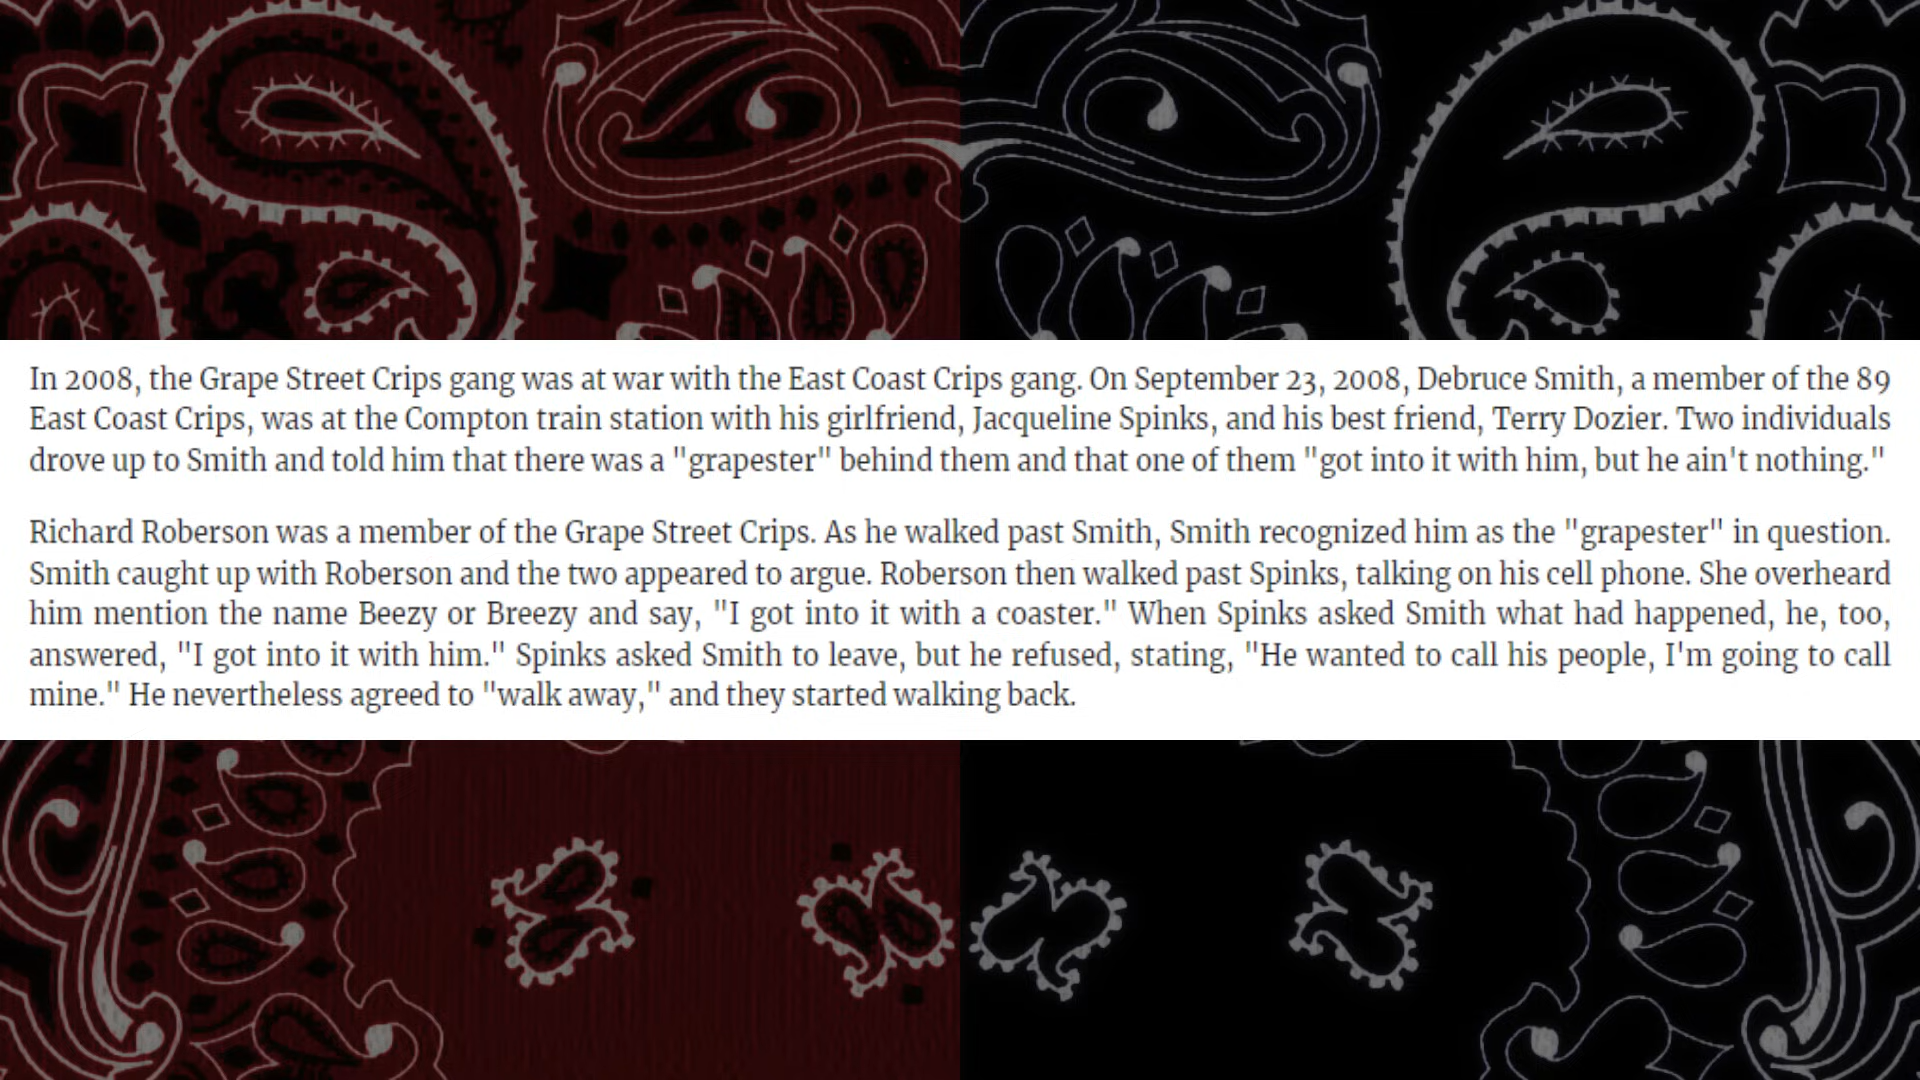 In 2008, the Grape Street Crips gang was at war with the East Coast Crips gang. On September 23, 2008, Debruce Smith, a member of the 89
East Coast Crips, was at the Compton train station with his girlfriend, Jacqueline Spinks, and his best friend, Terry Dozier. Two individuals
drove up to Smith and told him that there was a "grapester" behind them and that one of them "got into it with him, but he ain't nothing."
Richard Roberson was a member of the Grape Street Crips. As he walked past Smith, Smith recognized him as the "grapester" in question.
Smith caught up with Roberson and the two appeared to argue. Roberson then walked past Spinks, talking on his cell phone. She overheard
him mention the name Beezy or Breezy and say, "I got into it with a coaster." When Spinks asked Smith what had happened, he, too,
answered, "I got into it with him." Spinks asked Smith to leave, but he refused, stating, "He wanted to call his people, I'm going to call
mine." He nevertheless agreed to "walk away," and they started walking back.